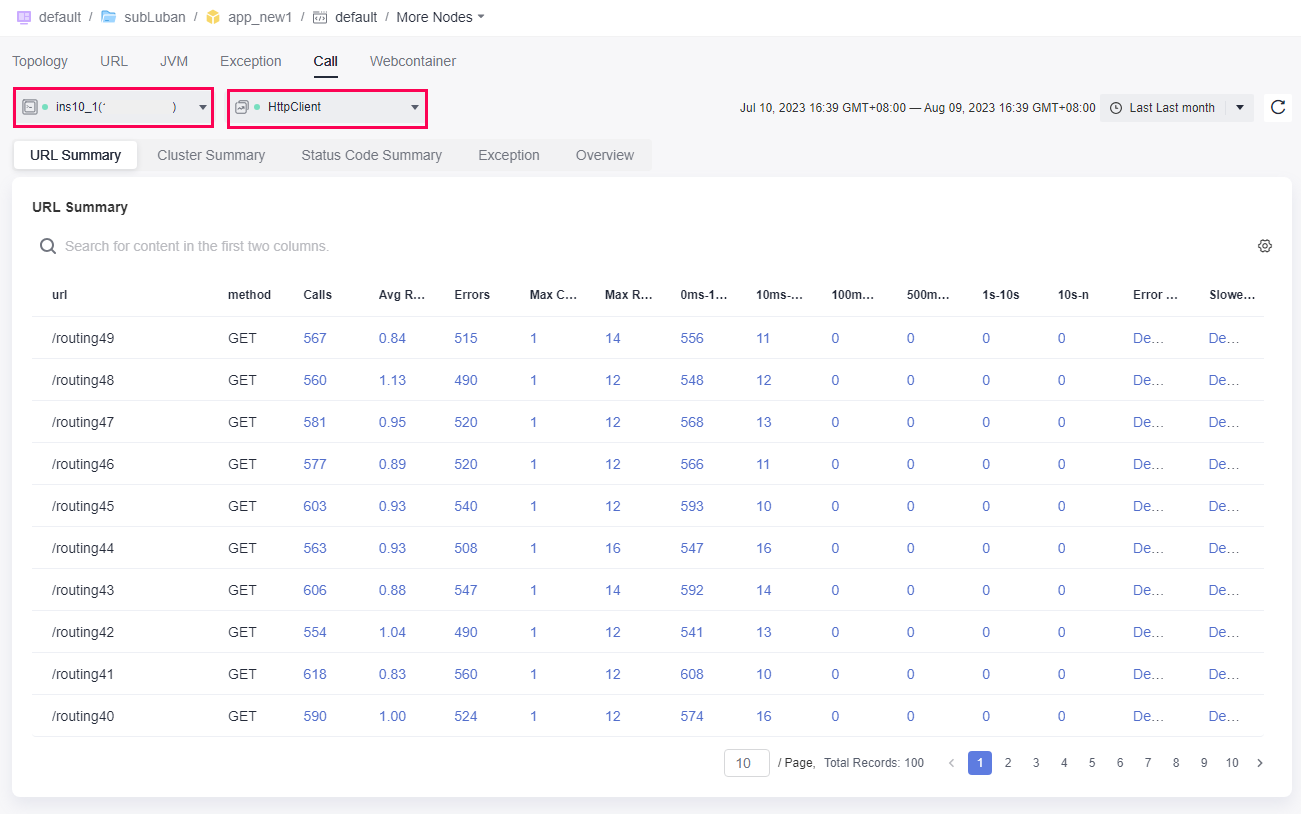 default / subLuban / app_new1 / default / More Nodes
Topology URL JVM Exception Call Webcontainer
ins10_1( ) HttpClient Jul 10, 2023 16:39 GMT+08:00 — Aug 09, 2023 16:39 GMT+08:00 Last Last month
URL Summary Cluster Summary Status Code Summary Exception Overview
URL Summary
Search for content in the first two columns.
url method Calls Avg R... Errors Max C... Max R... 0ms-1... 10ms-... 100m... 500m... 1s-10s 10s-n Error ... Slowe...
/routing49 GET 567 0.84 515 1 14 556 11 0 0 0 0 De... De...
/routing48 GET 560 1.13 490 1 12 548 12 0 0 0 0 De... De...
/routing47 GET 581 0.95 520 1 12 568 13 0 0 0 0 De... De...
/routing46 GET 577 0.89 520 1 12 566 11 0 0 0 0 De... De...
/routing45 GET 603 0.93 540 1 12 593 10 0 0 0 0 De... De...
/routing44 GET 563 0.93 508 1 16 547 16 0 0 0 0 De... De...
/routing43 GET 606 0.88 547 1 14 592 14 0 0 0 0 De... De...
/routing42 GET 554 1.04 490 1 12 541 13 0 0 0 0 De... De...
/routing41 GET 618 0.83 560 1 12 608 10 0 0 0 0 De... De...
/routing40 GET 590 1.00 524 1 12 574 16 0 0 0 0 De... De...
10 / Page, Total Records: 100 < 1 2 3 4 5 6 7 8 9 10 >